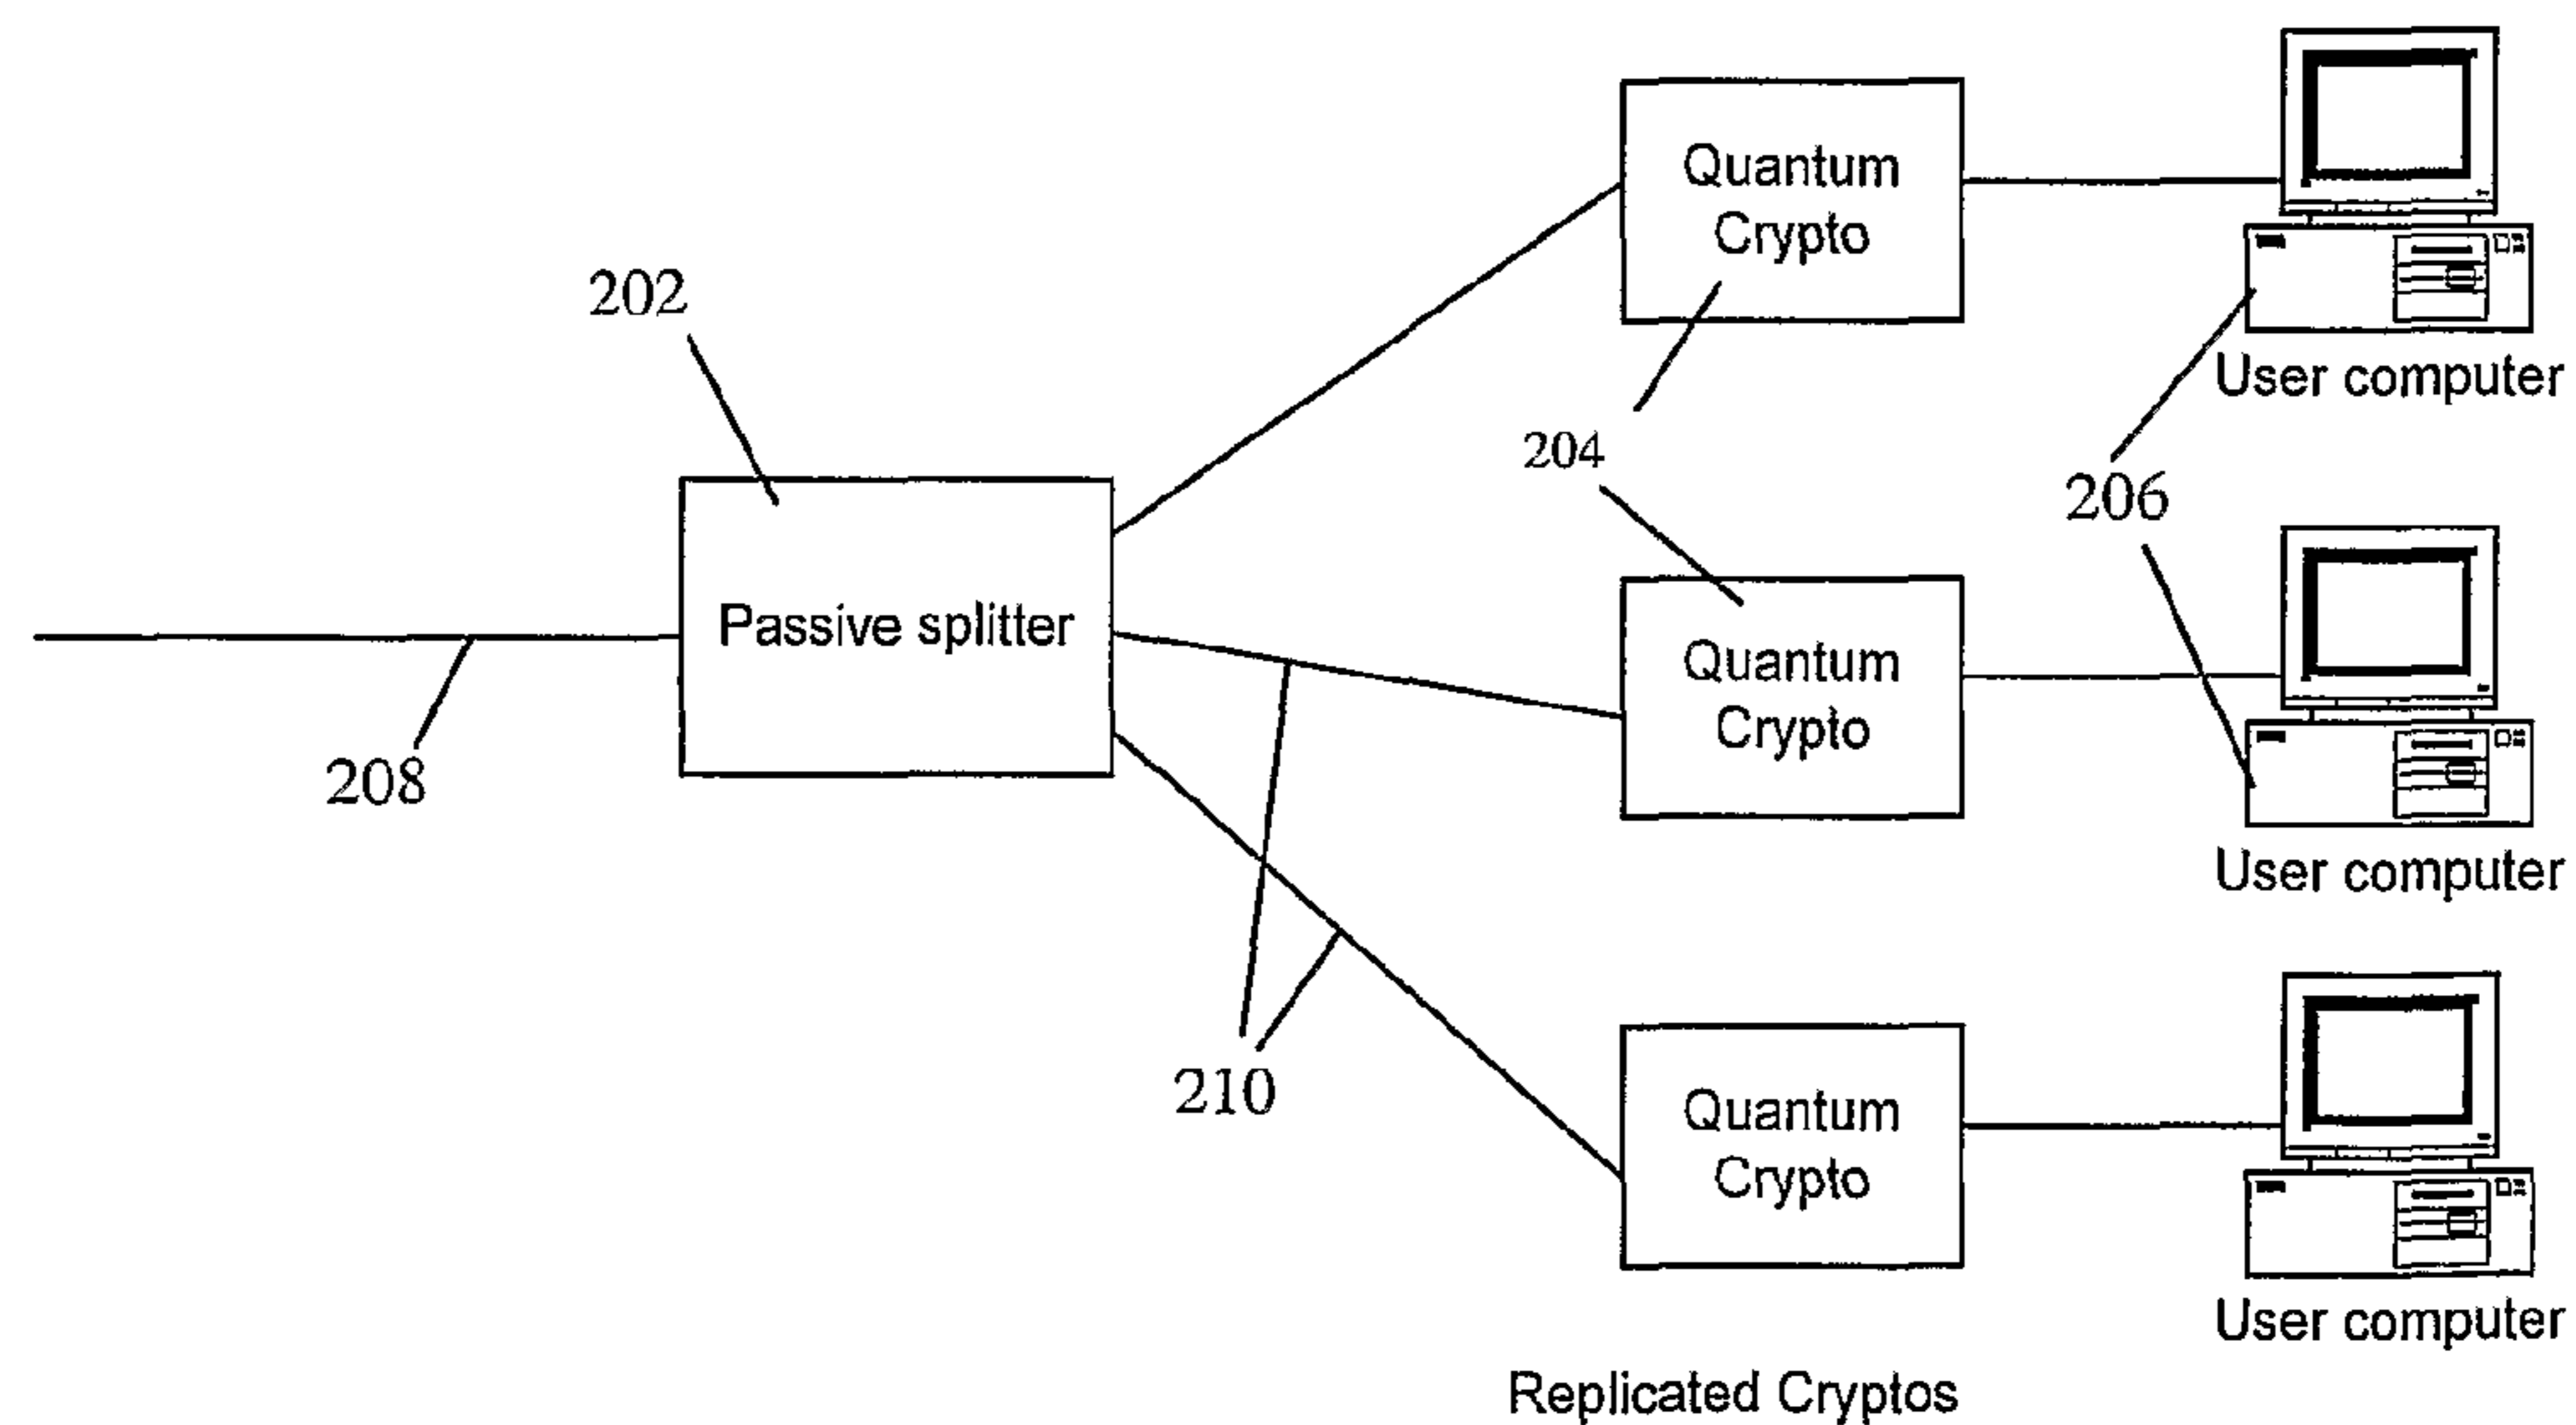 Quantum
Crypto
User computer
202
204
206
Passive splitter
Quantum
Crypto
208
User computer
210
Quantum
Crypto
User computer
Replicated Cryptos